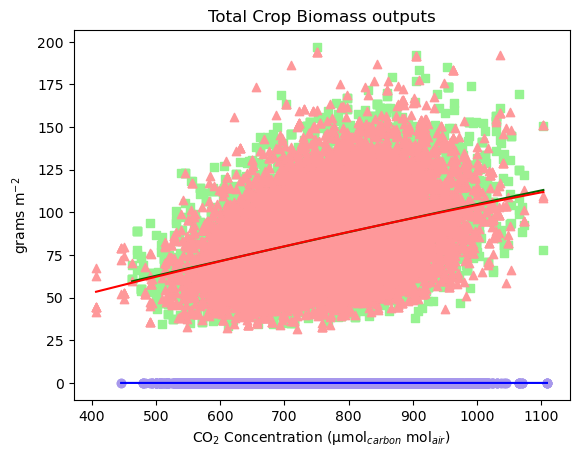 Total Crop Biomass outputs
200
175
150
125
100
75
50
25
0
grams m⁻²
400 500 600 700 800 900 1000 1100
CO₂ Concentration (μmol_carbon mol_air)